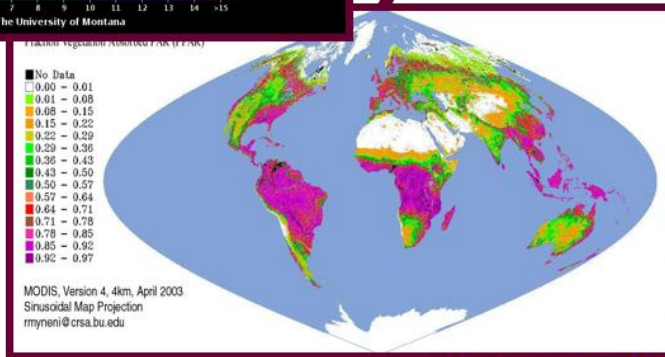 7 8 9 10 11 12 13 14 >15
The University of Montana
Fraction Vegetation Absorbed PAR (FPAR)
No Data
0.00 - 0.01
0.01 - 0.08
0.08 - 0.15
0.15 - 0.22
0.22 - 0.29
0.29 - 0.36
0.36 - 0.43
0.43 - 0.50
0.50 - 0.57
0.57 - 0.64
0.64 - 0.71
0.71 - 0.78
0.78 - 0.85
0.85 - 0.92
0.92 - 0.97
MODIS, Version 4, 4km, April 2003
Sinusoidal Map Projection
rmyneni@crsa.bu.edu